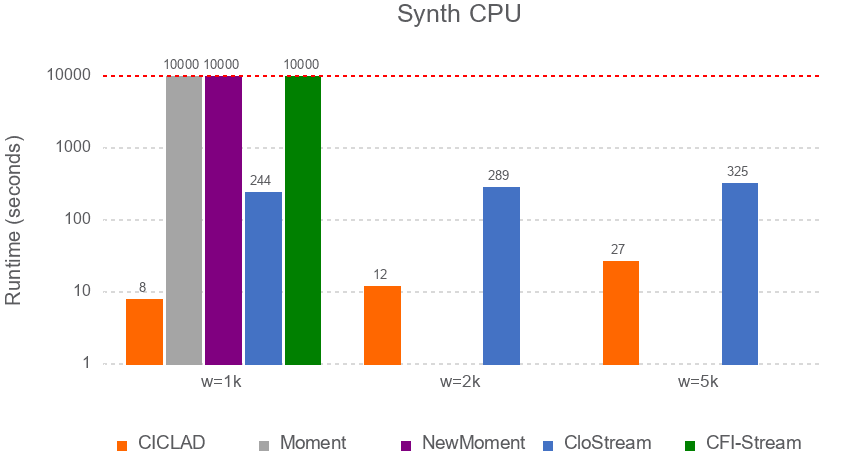 Synth CPU
Runtime (seconds)
10000
1000
100
10
1
8
10000
10000
244
10000
12
289
27
325
w=1k
w=2k
w=5k
CICLAD
Moment
NewMoment
CloStream
CFI-Stream